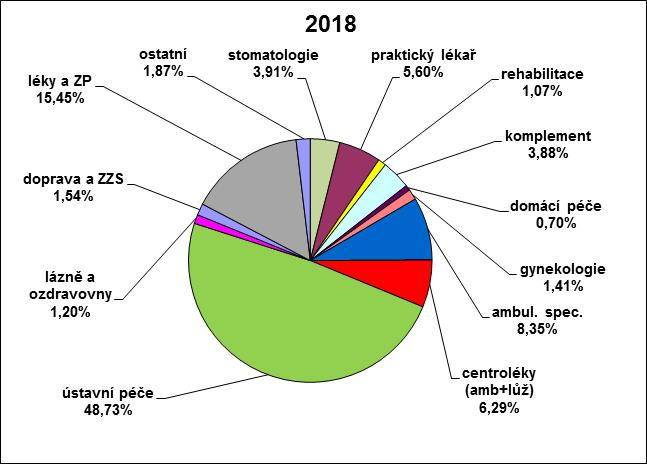 2018
stomatologie
3,91%
praktický lékař
5,60%
rehabilitace
1,07%
komplement
3,88%
domácí péče
0,70%
gynekologie
1,41%
ambul. spec.
8,35%
centroléky
(amb+lůž)
6,29%
ústavní péče
48,73%
lázně a
ozdravovny
1,20%
doprava a ZZS
1,54%
léky a ZP
15,45%
ostatní
1,87%